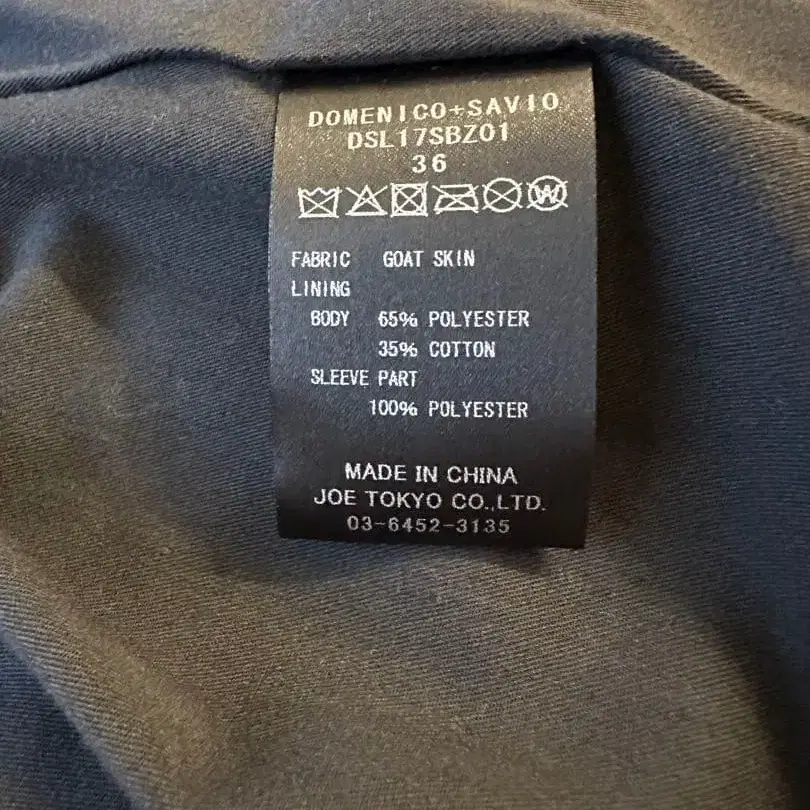 DOMENICO+SAVIO
DSL17SBZ01
36
W
FABRIC GOAT SKIN
LINING
BODY 65% POLYESTER
35% COTTON
SLEEVE PART
100% POLYESTER
MADE IN CHINA
JOE TOKYO CO.,LTD.
03-6452-3135